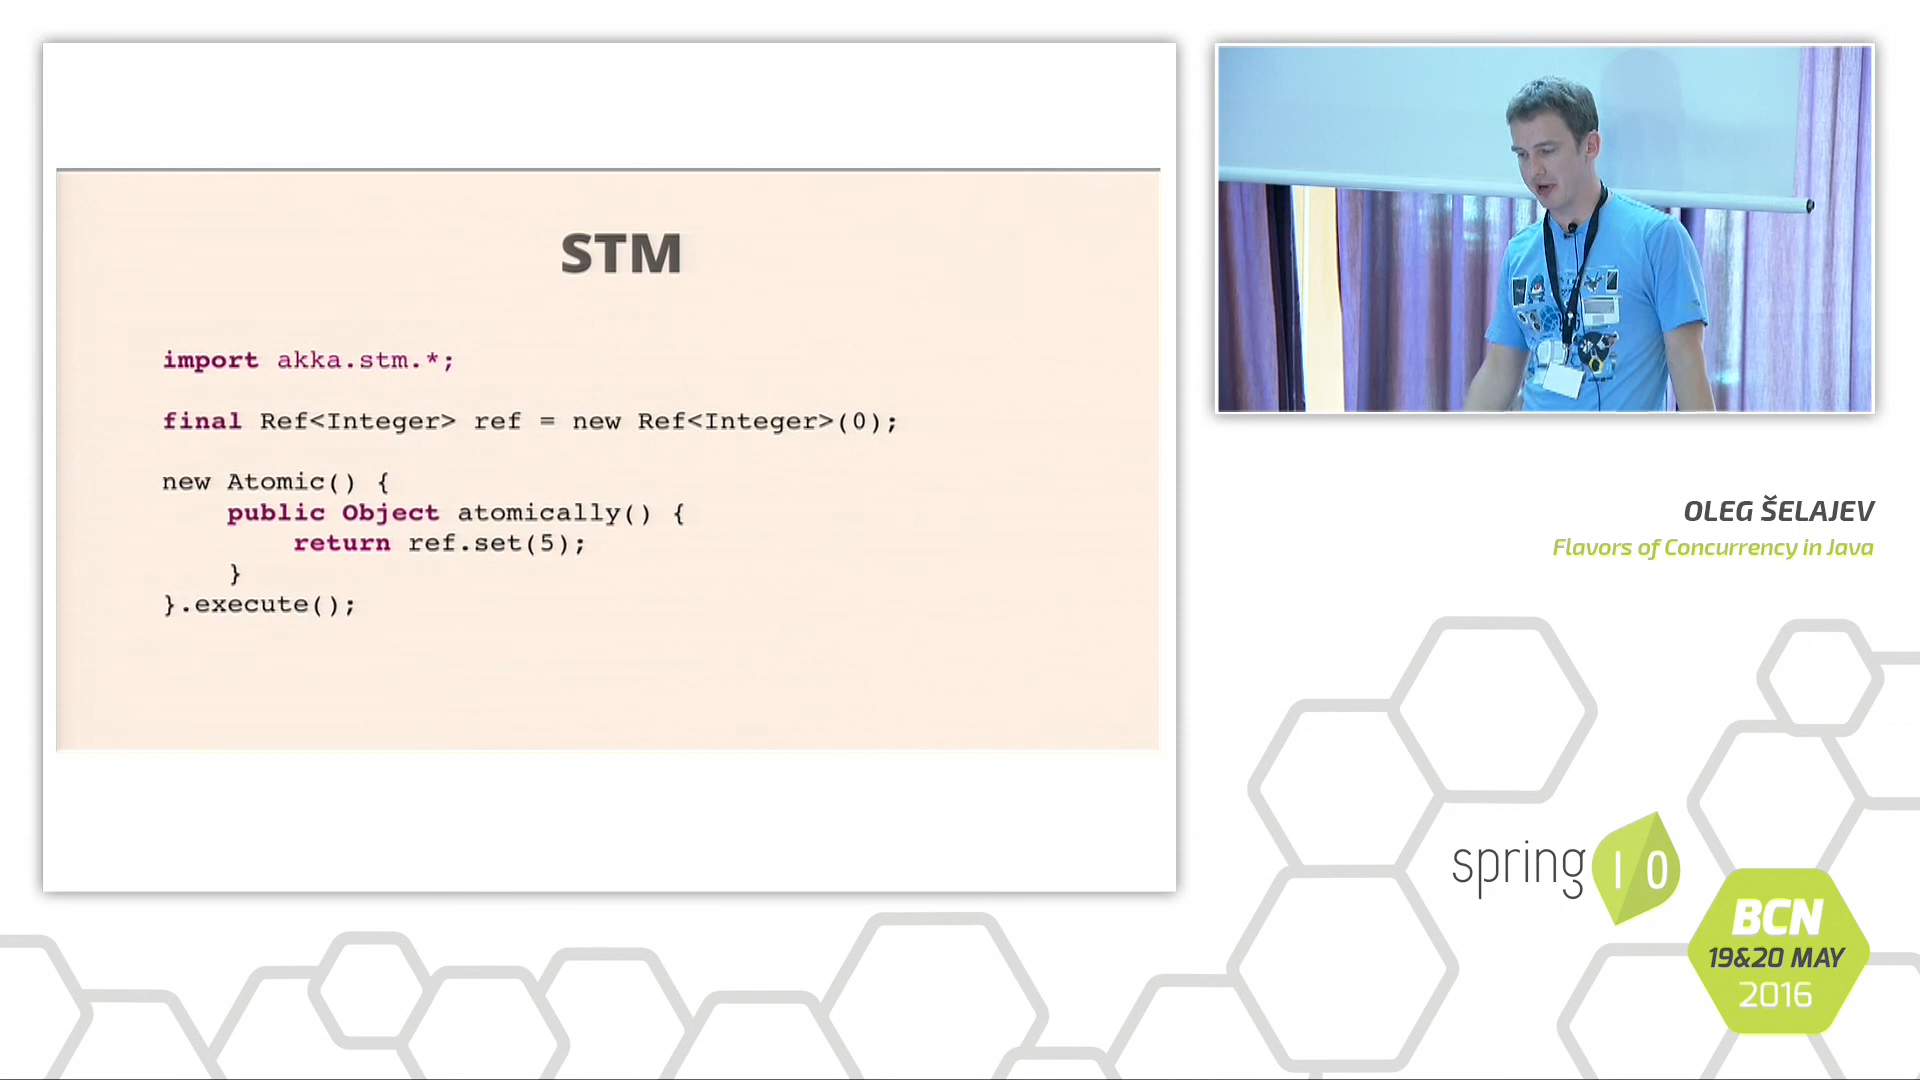 STM
import akka.stm.*;
final Ref<Integer> ref = new Ref<Integer>(0);
new Atomic() {
    public Object atomically() {
        return ref.set(5);
    }
}.execute();
OLEG ŠELAJEV
Flavors of Concurrency in Java
spring I O
BCN
19&20 MAY
2016